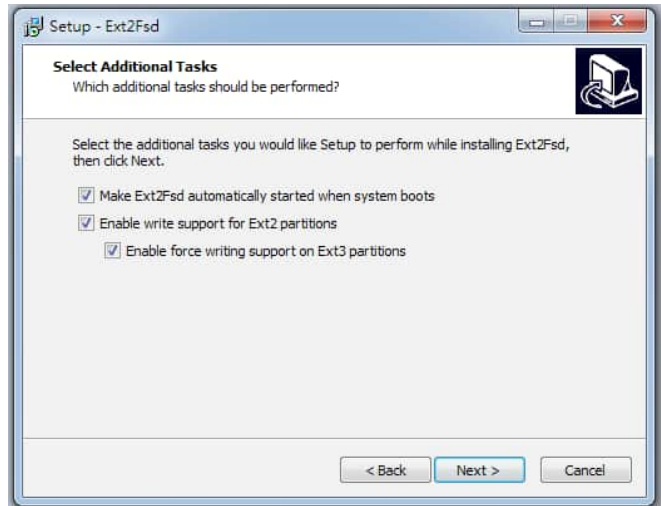 Setup - Ext2Fsd
Select Additional Tasks
Which additional tasks should be performed?
Select the additional tasks you would like Setup to perform while installing Ext2Fsd,
then click Next.
Make Ext2Fsd automatically started when system boots
Enable write support for Ext2 partitions
Enable force writing support on Ext3 partitions
< Back
Next >
Cancel